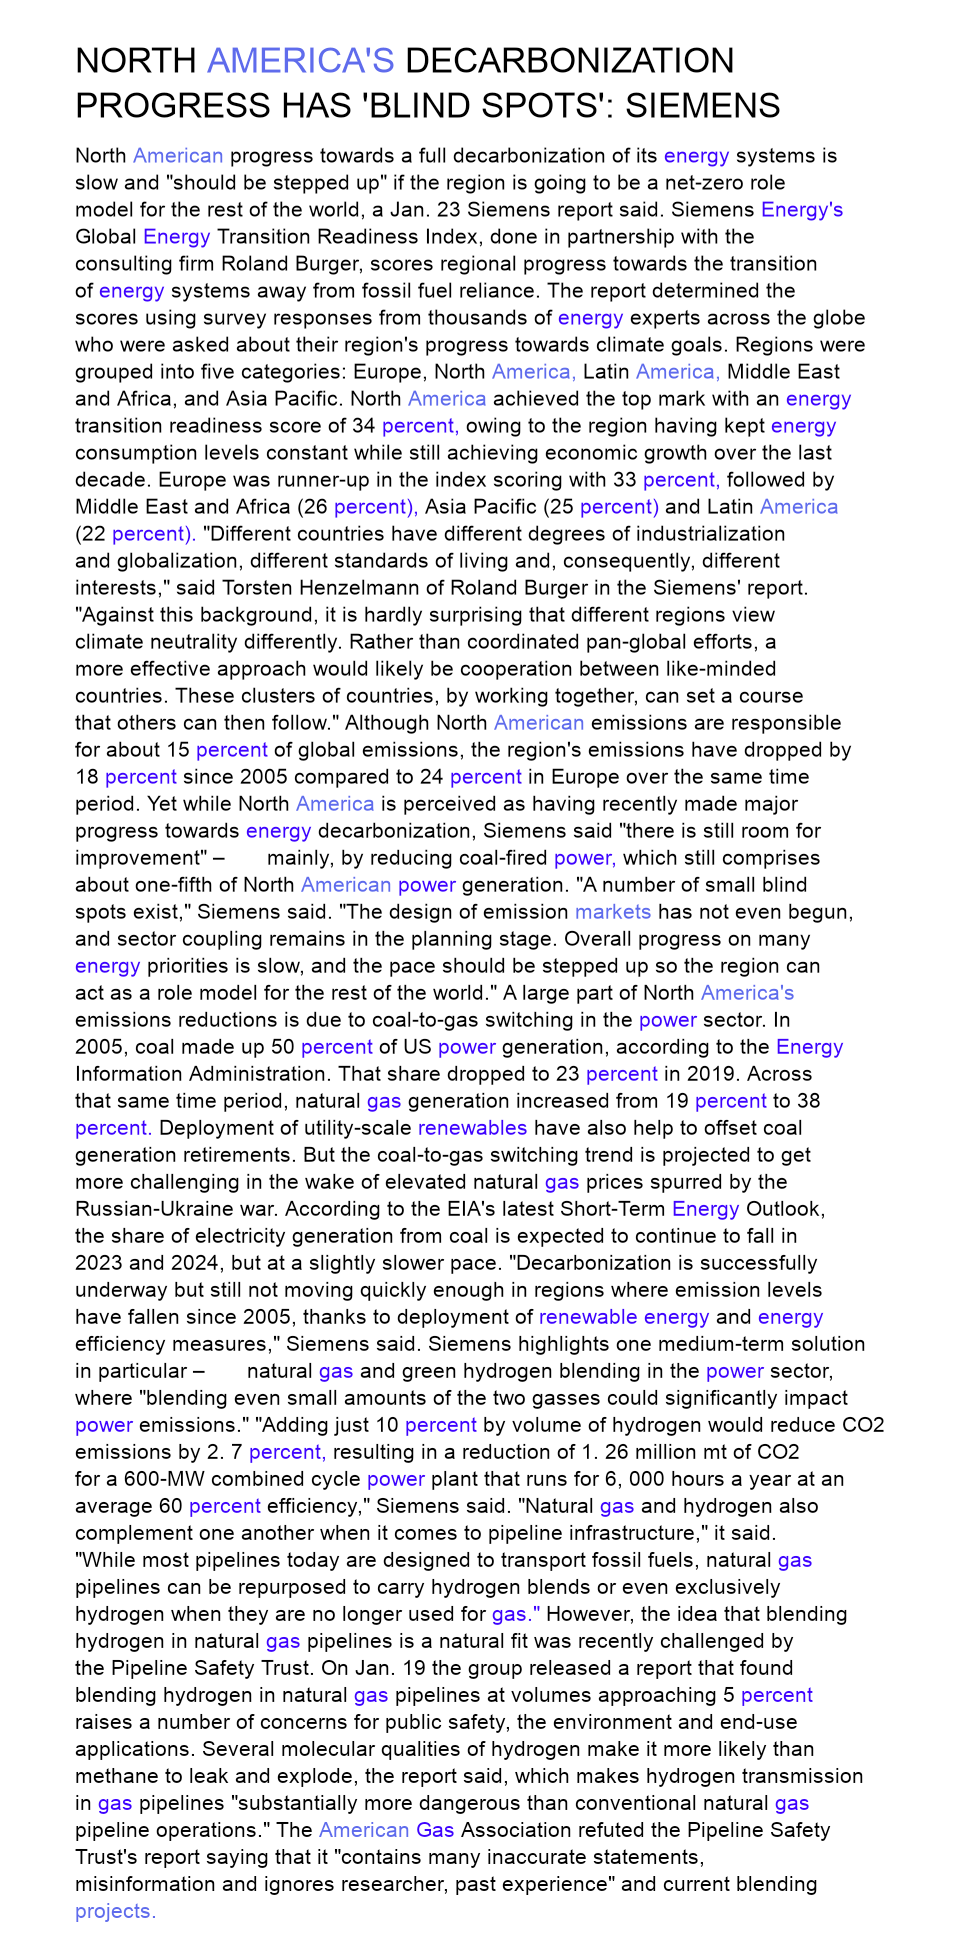 NORTH AMERICA'S DECARBONIZATION
PROGRESS HAS 'BLIND SPOTS': SIEMENS
North American progress towards a full decarbonization of its energy systems is
slow and "should be stepped up" if the region is going to be a net-zero role
model for the rest of the world, a Jan. 23 Siemens report said. Siemens Energy's
Global Energy Transition Readiness Index, done in partnership with the
consulting firm Roland Burger, scores regional progress towards the transition
of energy systems away from fossil fuel reliance. The report determined the
scores using survey responses from thousands of energy experts across the globe
who were asked about their region's progress towards climate goals. Regions were
grouped into five categories: Europe, North America, Latin America, Middle East
and Africa, and Asia Pacific. North America achieved the top mark with an energy
transition readiness score of 34 percent, owing to the region having kept energy
consumption levels constant while still achieving economic growth over the last
decade. Europe was runner-up in the index scoring with 33 percent, followed by
Middle East and Africa (26 percent), Asia Pacific (25 percent) and Latin America
(22 percent). "Different countries have different degrees of industrialization
and globalization, different standards of living and, consequently, different
interests," said Torsten Henzelmann of Roland Burger in the Siemens' report.
"Against this background, it is hardly surprising that different regions view
climate neutrality differently. Rather than coordinated pan-global efforts, a
more effective approach would likely be cooperation between like-minded
countries. These clusters of countries, by working together, can set a course
that others can then follow." Although North American emissions are responsible
for about 15 percent of global emissions, the region's emissions have dropped by
18 percent since 2005 compared to 24 percent in Europe over the same time
period. Yet while North America is perceived as having recently made major
progress towards energy decarbonization, Siemens said "there is still room for
improvement" – mainly, by reducing coal-fired power, which still comprises
about one-fifth of North American power generation. "A number of small blind
spots exist," Siemens said. "The design of emission markets has not even begun,
and sector coupling remains in the planning stage. Overall progress on many
energy priorities is slow, and the pace should be stepped up so the region can
act as a role model for the rest of the world." A large part of North America's
emissions reductions is due to coal-to-gas switching in the power sector. In
2005, coal made up 50 percent of US power generation, according to the Energy
Information Administration. That share dropped to 23 percent in 2019. Across
that same time period, natural gas generation increased from 19 percent to 38
percent. Deployment of utility-scale renewables have also help to offset coal
generation retirements. But the coal-to-gas switching trend is projected to get
more challenging in the wake of elevated natural gas prices spurred by the
Russian-Ukraine war. According to the EIA's latest Short-Term Energy Outlook,
the share of electricity generation from coal is expected to continue to fall in
2023 and 2024, but at a slightly slower pace. "Decarbonization is successfully
underway but still not moving quickly enough in regions where emission levels
have fallen since 2005, thanks to deployment of renewable energy and energy
efficiency measures," Siemens said. Siemens highlights one medium-term solution
in particular – natural gas and green hydrogen blending in the power sector,
where "blending even small amounts of the two gasses could significantly impact
power emissions." "Adding just 10 percent by volume of hydrogen would reduce CO2
emissions by 2. 7 percent, resulting in a reduction of 1. 26 million mt of CO2
for a 600-MW combined cycle power plant that runs for 6, 000 hours a year at an
average 60 percent efficiency," Siemens said. "Natural gas and hydrogen also
complement one another when it comes to pipeline infrastructure," it said.
"While most pipelines today are designed to transport fossil fuels, natural gas
pipelines can be repurposed to carry hydrogen blends or even exclusively
hydrogen when they are no longer used for gas." However, the idea that blending
hydrogen in natural gas pipelines is a natural fit was recently challenged by
the Pipeline Safety Trust. On Jan. 19 the group released a report that found
blending hydrogen in natural gas pipelines at volumes approaching 5 percent
raises a number of concerns for public safety, the environment and end-use
applications. Several molecular qualities of hydrogen make it more likely than
methane to leak and explode, the report said, which makes hydrogen transmission
in gas pipelines "substantially more dangerous than conventional natural gas
pipeline operations." The American Gas Association refuted the Pipeline Safety
Trust's report saying that it "contains many inaccurate statements,
misinformation and ignores researcher, past experience" and current blending
projects.